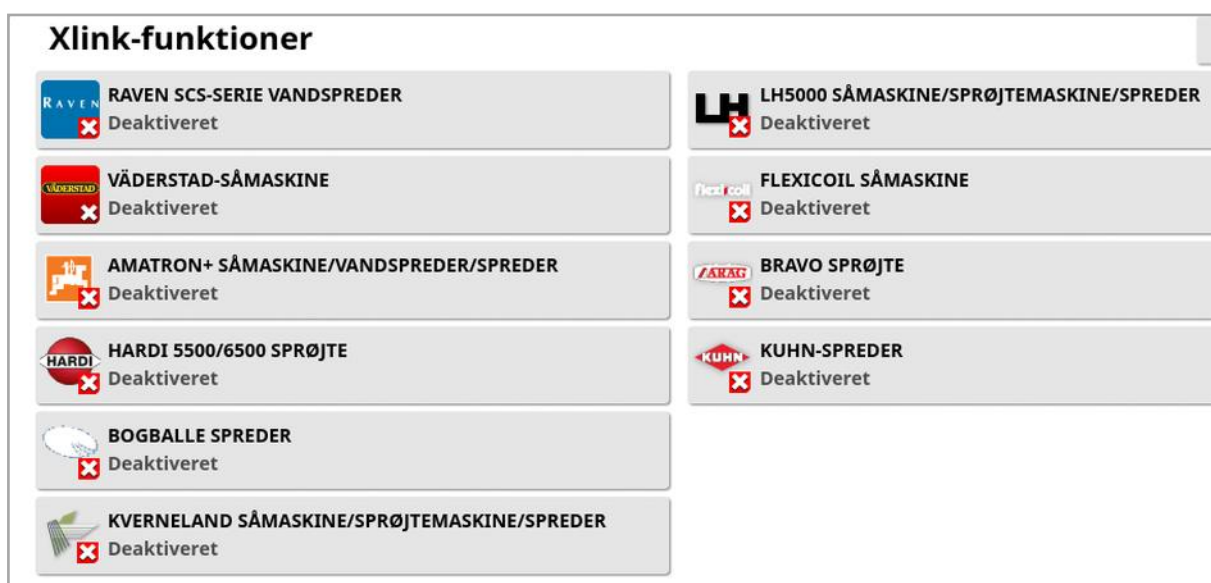 Xlink-funktioner
RAVEN
RAVEN SCS-SERIE VANDSPREDER
Deaktiveret
VÄDERSTAD
VÄDERSTAD-SÅMASKINE
Deaktiveret
AMATRON+ SÅMASKINE/VANDSPREDER/SPREDER
Deaktiveret
HARDI
HARDI 5500/6500 SPRØJTE
Deaktiveret
BOGBALLE SPREDER
Deaktiveret
KVERNELAND SÅMASKINE/SPRØJTEMASKINE/SPREDER
Deaktiveret
LH
LH5000 SÅMASKINE/SPRØJTEMASKINE/SPREDER
Deaktiveret
flexi coil
FLEXICOIL SÅMASKINE
Deaktiveret
ARAG
BRAVO SPRØJTE
Deaktiveret
KUHN
KUHN-SPREDER
Deaktiveret